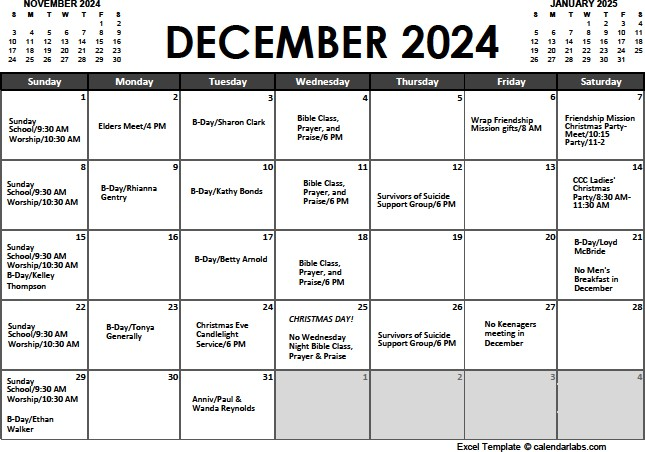 NOVEMBER 2024
S M T W T F S
1 2
3 4 5 6 7 8 9
10 11 12 13 14 15 16
17 18 19 20 21 22 23
24 25 26 27 28 29 30
DECEMBER 2024
JANUARY 2025
S M T W T F S
1 2 3 4
5 6 7 8 9 10 11
12 13 14 15 16 17 18
19 20 21 22 23 24 25
26 27 28 29 30 31
Sunday Monday Tuesday Wednesday Thursday Friday Saturday
1
Sunday
School/9:30 AM
Worship/10:30 AM
2
Elders Meet/4 PM
3
B-Day/Sharon Clark
4
Bible Class,
Prayer, and
Praise/6 PM
5
6
Wrap Friendship
Mission gifts/8 AM
7
Friendship Mission
Christmas Party-
Meet/10:15
Party/11-2
8
Sunday
School/9:30 AM
Worship/10:30 AM
9
B-Day/Rhianna
Gentry
10
B-Day/Kathy Bonds
11
Bible Class,
Prayer, and
Praise/6 PM
12
Survivors of Suicide
Support Group/6 PM
13
14
CCC Ladies'
Christmas
Party/8:30 AM-
11:30 AM
15
Sunday
School/9:30 AM
Worship/10:30 AM
B-Day/Kelley
Thompson
16
17
B-Day/Betty Arnold
18
Bible Class,
Prayer, and
Praise/6 PM
19
20
21
B-Day/Loyd
McBride
No Men's
Breakfast in
December
22
Sunday
School/9:30 AM
Worship/10:30 AM
23
B-Day/Tonya
Generally
24
Christmas Eve
Candlelight
Service/6 PM
25
CHRISTMAS DAY!
No Wednesday
Night Bible Class,
Prayer & Praise
26
Survivors of Suicide
Support Group/6 PM
27
No Keenagers
meeting in
December
28
29
Sunday
School/9:30 AM
Worship/10:30 AM
B-Day/Ethan
Walker
30
31
Anniv/Paul &
Wanda Reynolds
1
2
3
4
Excel Template © calendarlabs.com